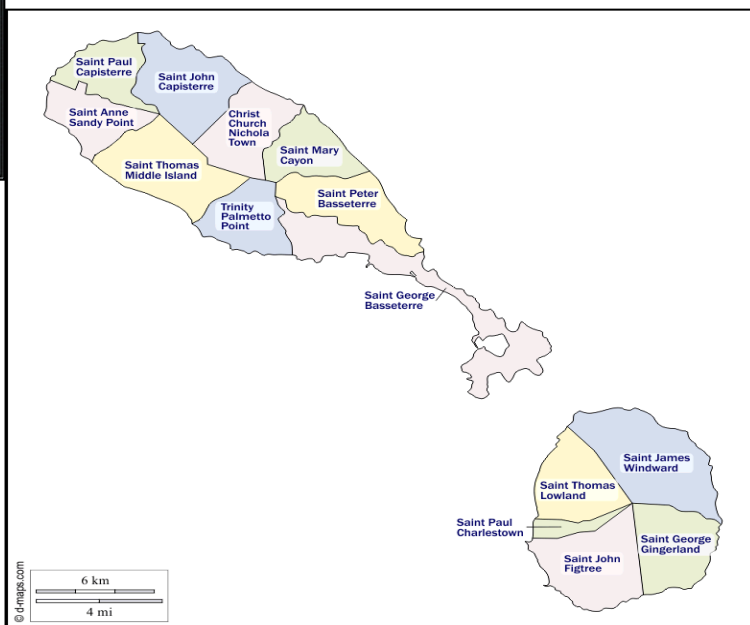 Saint Paul
Capisterre
Saint John
Capisterre
Saint Anne
Sandy Point
Christ
Church
Nichola
Town
Saint Mary
Cayon
Saint Thomas
Middle Island
Saint Peter
Basseterre
Trinity
Palmetto
Point
Saint George
Basseterre
Saint James
Windward
Saint Thomas
Lowland
Saint Paul
Charlestown
Saint George
Gingerland
Saint John
Figtree
6 km
4 mi
© d-maps.com